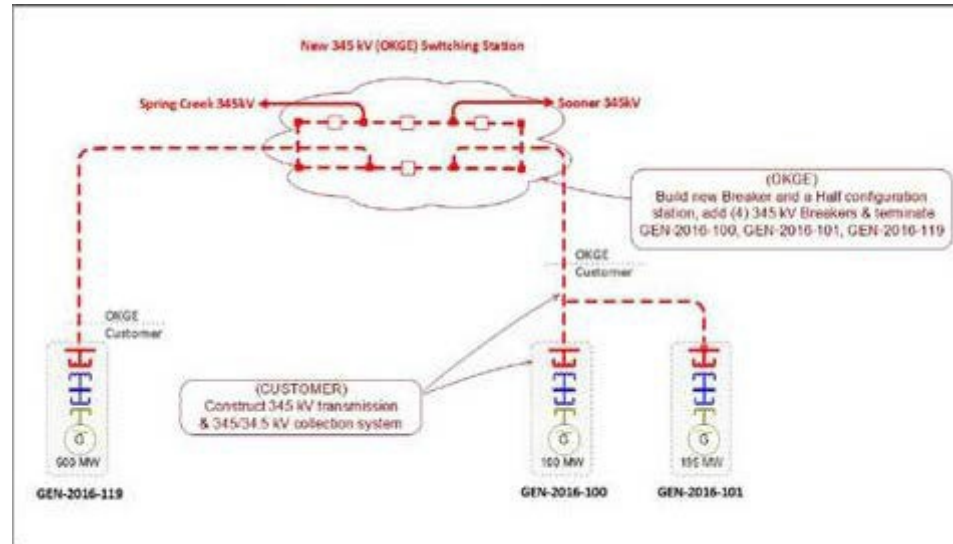 New 345 kV (OKGE) Switching Station
Spring Creek 345kV
Sooner 345kV
(OKGE)
Build new Breaker and a Half configuration
station, add (4) 345 kV Breakers & terminate
GEN-2016-100, GEN-2016-101, GEN-2016-119
OKGE
Customer
OKGE
Customer
(CUSTOMER)
Construct 345 kV transmission
& 345/34.5 kV collection system
G
G
G
600 MW
100 MW
195 MW
GEN-2016-119
GEN-2016-100
GEN-2016-101